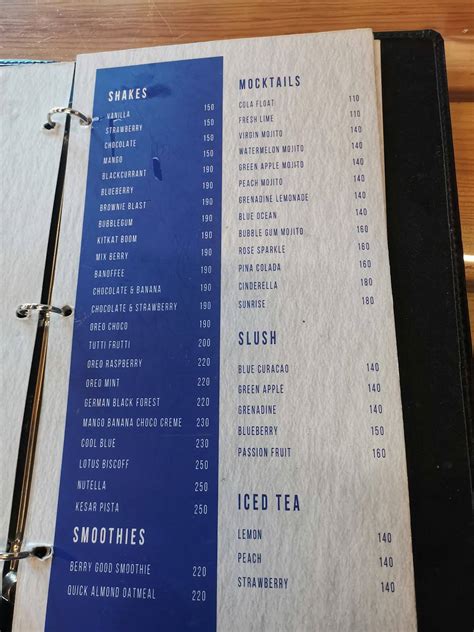 SHAKES
VANILLA 150
STRAWBERRY 150
CHOCOLATE 150
MANGO 150
BLACKCURRANT 190
BLUEBERRY 190
BROWNIE BLAST 190
BUBBLEGUM 190
KITKAT BOOM 190
MIX BERRY 190
BANOFFEE 190
CHOCOLATE & BANANA 190
CHOCOLATE & STRAWBERRY 190
OREO CHOCO 190
TUTTI FRUTTI 200
OREO RASPBERRY 220
OREO MINT 220
GERMAN BLACK FOREST 220
MANGO BANANA CHOCO CREME 230
COOL BLUE 230
LOTUS BISCOFF 250
NUTELLA 250
KESAR PISTA 250
SMOOTHIES
BERRY GOOD SMOOTHIE 220
QUICK ALMOND OATMEAL 220
MOCKTAILS
COLA FLOAT 110
FRESH LIME 110
VIRGIN MOJITO 140
WATERMELON MOJITO 140
GREEN APPLE MOJITO 140
PEACH MOJITO 140
GRENADINE LEMONADE 140
BLUE OCEAN 140
BUBBLE GUM MOJITO 160
ROSE SPARKLE 160
PINA COLADA 160
CINDERELLA 180
SUNRISE 180
SLUSH
BLUE CURACAO 140
GREEN APPLE 140
GRENADINE 140
BLUEBERRY 150
PASSION FRUIT 160
ICED TEA
LEMON 140
PEACH 140
STRAWBERRY 140